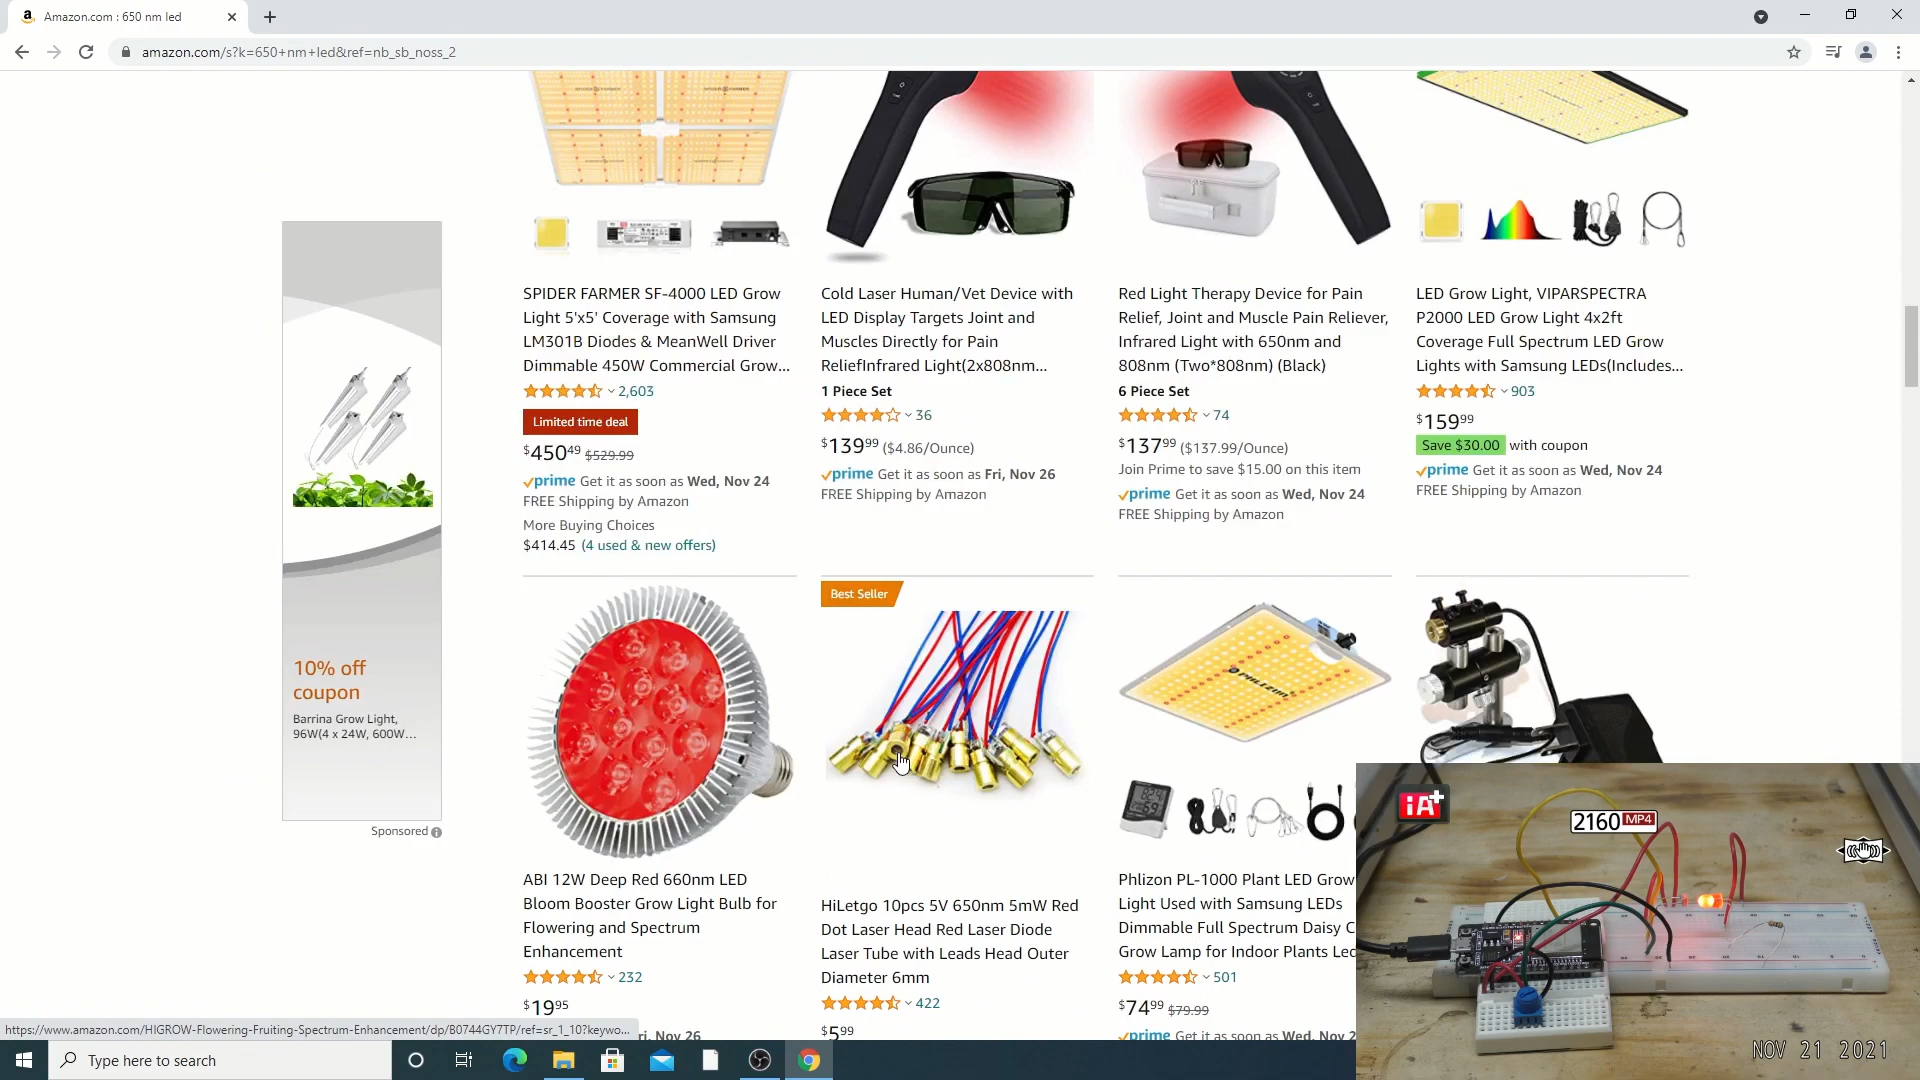 Amazon.com : 650 nm led
amazon.com/s?k=650+nm+led&ref=nb_sb_noss_2
SPIDER FARMER SF-4000 LED Grow
Light 5'x5' Coverage with Samsung
LM301B Diodes & MeanWell Driver
Dimmable 450W Commercial Grow...
2,603
Limited time deal
$450.49 $529.99
prime Get it as soon as Wed, Nov 24
FREE Shipping by Amazon
More Buying Choices
$414.45 (4 used & new offers)
Cold Laser Human/Vet Device with
LED Display Targets Joint and
Muscles Directly for Pain
ReliefInfrared Light(2x808nm...
1 Piece Set
36
$139.99 ($4.86/Ounce)
prime Get it as soon as Fri, Nov 26
FREE Shipping by Amazon
Red Light Therapy Device for Pain
Relief, Joint and Muscle Pain Reliever,
Infrared Light with 650nm and
808nm (Two*808nm) (Black)
6 Piece Set
74
$137.99 ($137.99/Ounce)
Join Prime to save $15.00 on this item
prime Get it as soon as Wed, Nov 24
FREE Shipping by Amazon
LED Grow Light, VIPARSPECTRA
P2000 LED Grow Light 4x2ft
Coverage Full Spectrum LED Grow
Lights with Samsung LEDs(Includes...
903
$159.99
Save $30.00 with coupon
prime Get it as soon as Wed, Nov 24
FREE Shipping by Amazon
10% off
coupon
Barrina Grow Light,
96W(4 x 24W, 600W...
Sponsored
ABI 12W Deep Red 660nm LED
Bloom Booster Grow Light Bulb for
Flowering and Spectrum
Enhancement
232
$19.95
ri, Nov 26
Best Seller
HiLetgo 10pcs 5V 650nm 5mW Red
Dot Laser Head Red Laser Diode
Laser Tube with Leads Head Outer
Diameter 6mm
422
$5.99
PHLIZON
Phlizon PL-1000 Plant LED Grow
Light Used with Samsung LEDs
Dimmable Full Spectrum Daisy C
Grow Lamp for Indoor Plants Led
501
$74.99 $79.99
prime Get it as soon as Wed, Nov 2
https://www.amazon.com/HIGROW-Flowering-Fruiting-Spectrum-Enhancement/dp/B0744GY7TP/ref=sr_1_10?keywo...
Type here to search
iA+
2160 MP4
NOV 21 2021